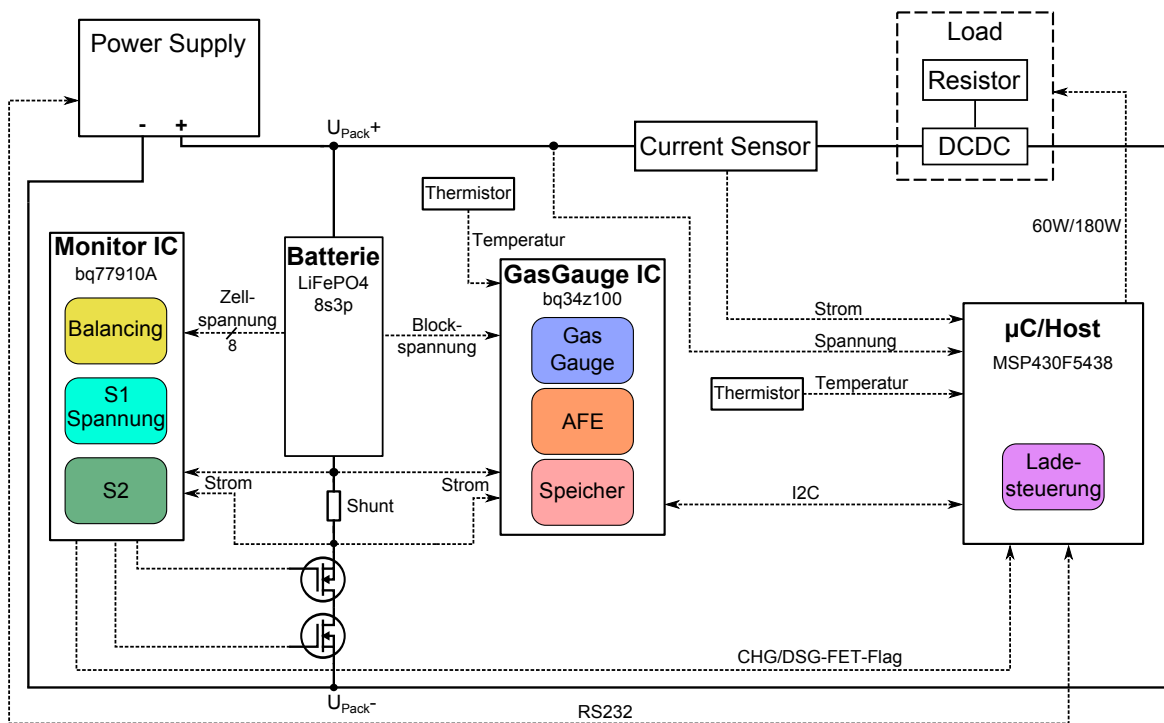 Power Supply
-
+
Load
Resistor
DCDC
U_Pack+
Current Sensor
Thermistor
Temperatur
60W/180W
Monitor IC
bq77910A
Balancing
S1
Spannung
S2
Zell-
spannung
8
Batterie
LiFePO4
8s3p
Block-
spannung
GasGauge IC
bq34z100
Gas
Gauge
AFE
Speicher
Strom
Spannung
Thermistor
Temperatur
µC/Host
MSP430F5438
Lade-
steuerung
Strom
Shunt
Strom
I2C
CHG/DSG-FET-Flag
U_Pack-
RS232